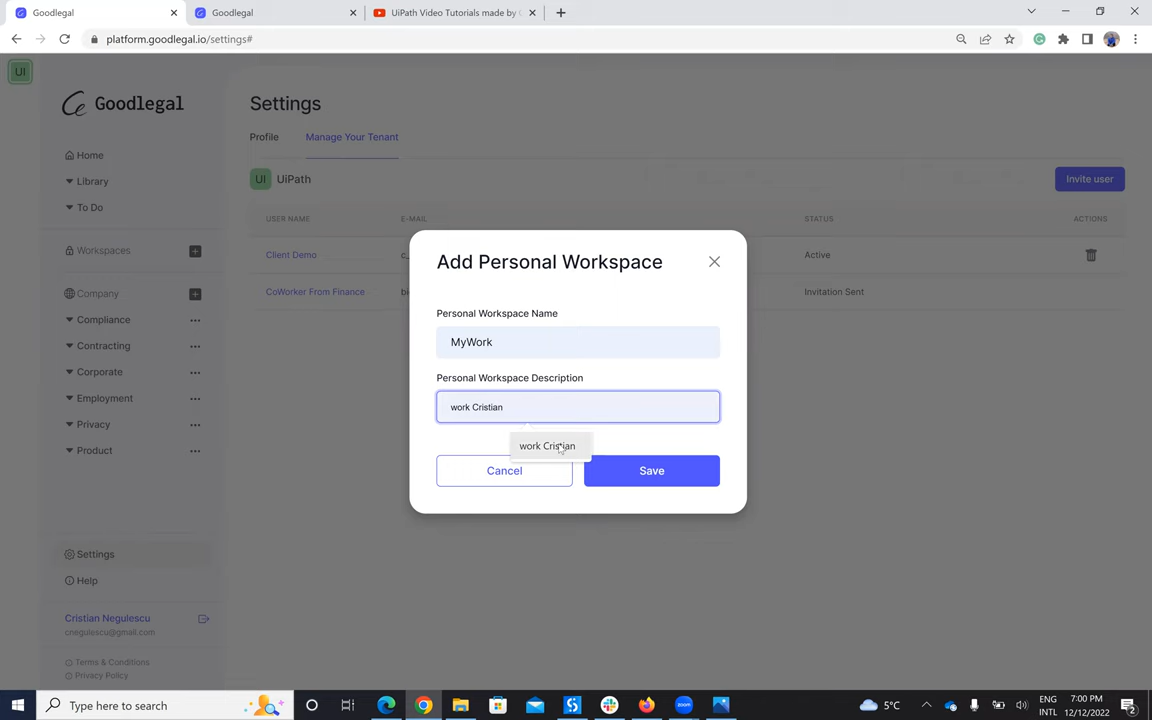 Goodlegal
Goodlegal
UiPath Video Tutorials made by
platform.goodlegal.io/settings#
UI
Goodlegal
Home
Library
To Do
Workspaces
Company
Compliance
Contracting
Corporate
Employment
Privacy
Product
Settings
Help
Cristian Negulescu
cnegulescu@gmail.com
Terms & Conditions
Privacy Policy
Settings
Profile
Manage Your Tenant
UI
UiPath
Invite user
USER NAME
E-MAIL
STATUS
ACTIONS
Client Demo
Active
CoWorker From Finance
Invitation Sent
Add Personal Workspace
Personal Workspace Name
MyWork
Personal Workspace Description
work Cristian
work Cristian
Cancel
Save
Type here to search
5°C
ENG
INTL
7:00 PM
12/12/2022
2